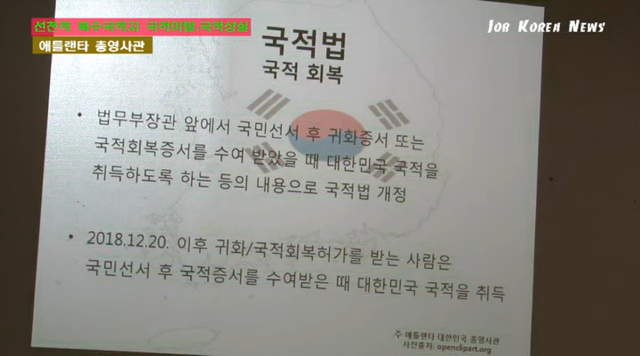 선천적 복수국적자 국적이탈.국적상실
애틀랜타 총영사관
JOB KOREA NEWS
국적법
국적 회복
• 법무부장관 앞에서 국민선서 후 귀화증서 또는
국적회복증서를 수여 받았을 때 대한민국 국적을
취득하도록 하는 등의 내용으로 국적법 개정
• 2018.12.20. 이후 귀화/국적회복허가를 받는 사람은
국민선서 후 국적증서를 수여받은 때 대한민국 국적을 취득
주 애틀랜타 대한민국 총영사관
사진출처: openclipart.org